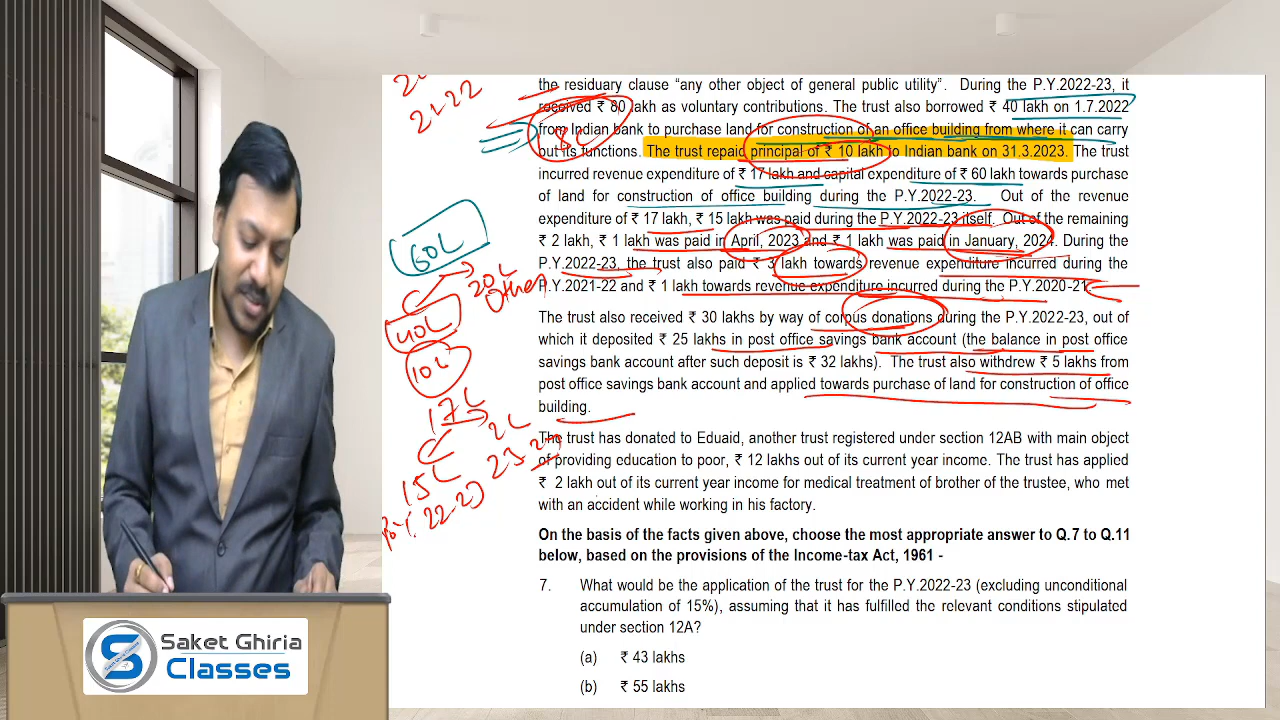 the residuary clause “any other object of general public utility”. During the P.Y.2022-23, it
received ₹ 80 lakh as voluntary contributions. The trust also borrowed ₹ 40 lakh on 1.7.2022
from Indian bank to purchase land for construction of an office building from where it can carry
out its functions. The trust repaid principal of ₹ 10 lakh to Indian bank on 31.3.2023. The trust
incurred revenue expenditure of ₹ 17 lakh and capital expenditure of ₹ 60 lakh towards purchase
of land for construction of office building during the P.Y.2022-23. Out of the revenue
expenditure of ₹ 17 lakh, ₹ 15 lakh was paid during the P.Y.2022-23 itself. Out of the remaining
₹ 2 lakh, ₹ 1 lakh was paid in April, 2023 and ₹ 1 lakh was paid in January, 2024. During the
P.Y.2022-23, the trust also paid ₹ 3 lakh towards revenue expenditure incurred during the
P.Y.2021-22 and ₹ 1 lakh towards revenue expenditure incurred during the P.Y.2020-21
The trust also received ₹ 30 lakhs by way of corpus donations during the P.Y.2022-23, out of
which it deposited ₹ 25 lakhs in post office savings bank account (the balance in post office
savings bank account after such deposit is ₹ 32 lakhs). The trust also withdrew ₹ 5 lakhs from
post office savings bank account and applied towards purchase of land for construction of office
building.
The trust has donated to Eduaid, another trust registered under section 12AB with main object
of providing education to poor, ₹ 12 lakhs out of its current year income. The trust has applied
₹ 2 lakh out of its current year income for medical treatment of brother of the trustee, who met
with an accident while working in his factory.
On the basis of the facts given above, choose the most appropriate answer to Q.7 to Q.11
below, based on the provisions of the Income-tax Act, 1961 -
7. What would be the application of the trust for the P.Y.2022-23 (excluding unconditional
accumulation of 15%), assuming that it has fulfilled the relevant conditions stipulated
under section 12A?
(a) ₹ 43 lakhs
(b) ₹ 55 lakhs
21-22
60L
20L
Other
40L
10L
17L
2L
23-24
15L
P.Y. 22-23
Saket Ghiria
Classes